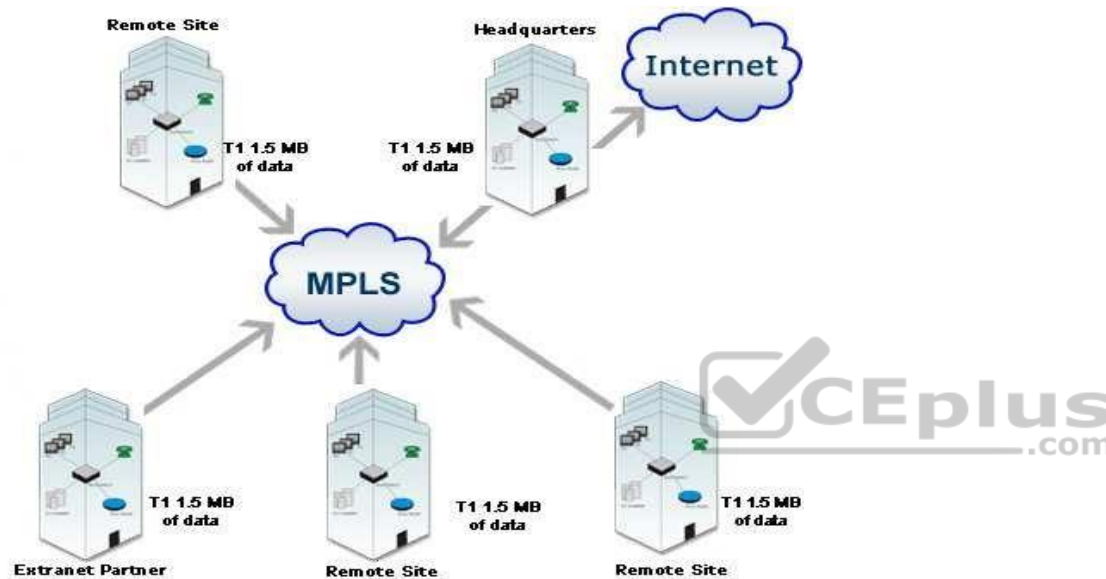 Remote Site
Headquarters
Internet
T1 1.5 MB
of data
T1 1.5 MB
of data
MPLS
CEplus
.com
T1 1.5 MB
of data
T1 1.5 MB
of data
T1 1.5 MB
of data
Extranet Partner
Remote Site
Remote Site